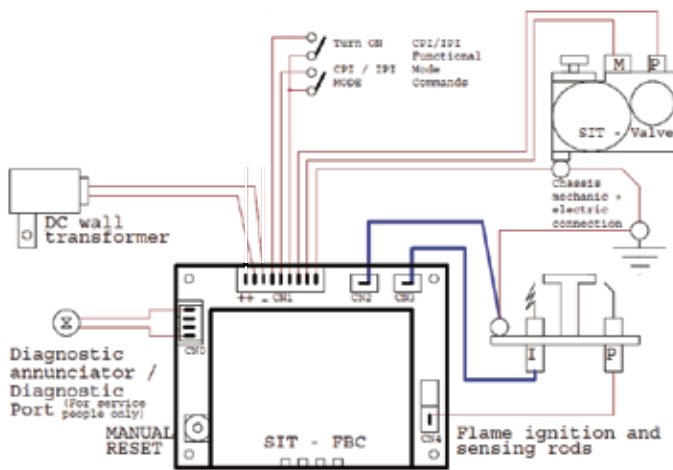 Turn ON CPI/IPI
Functional
CPI / IPI Mode
MODE Commands
M P
SIT - Valve
Chassis
mechanic +
electric
connection
DC wall
transformer
++ - CN1 CN2 CN3
CN0
I P
Diagnostic
annunciator /
Diagnostic
Port (For service
people only)
MANUAL
RESET
SIT - FBC
CN4
Flame ignition and
sensing rods